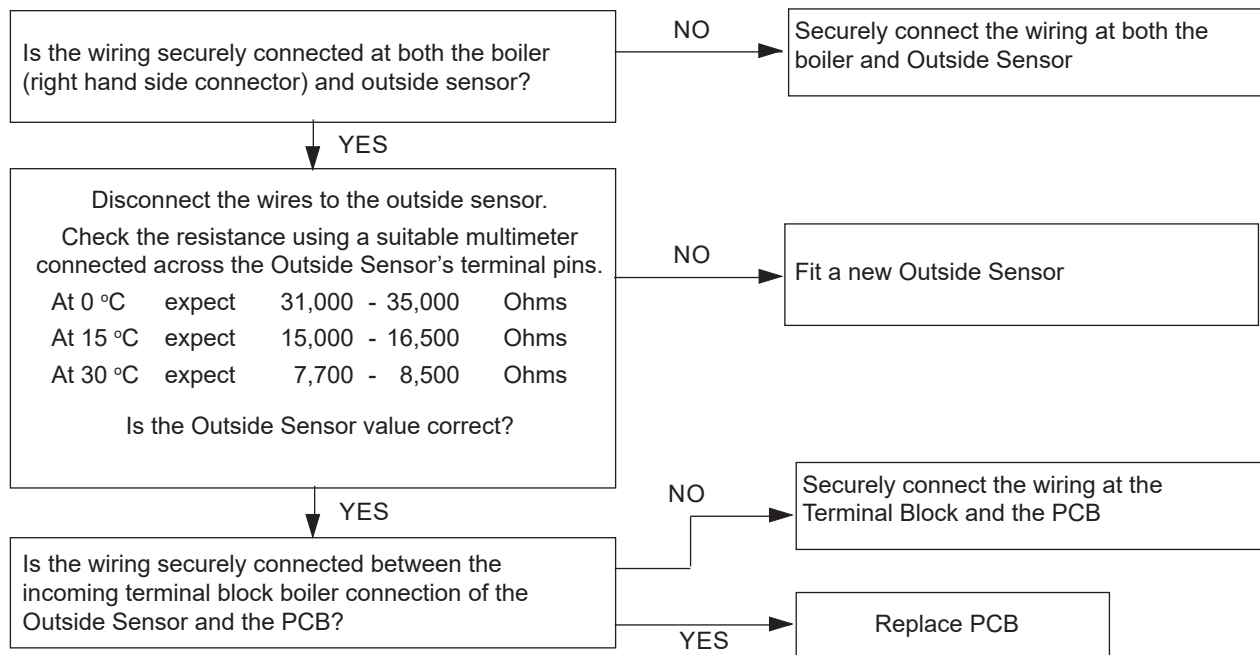 Is the wiring securely connected at both the boiler
(right hand side connector) and outside sensor?
NO
Securely connect the wiring at both the
boiler and Outside Sensor
YES
Disconnect the wires to the outside sensor.
Check the resistance using a suitable multimeter
connected across the Outside Sensor’s terminal pins.
At 0 ºC expect 31,000 - 35,000 Ohms
At 15 ºC expect 15,000 - 16,500 Ohms
At 30 ºC expect 7,700 - 8,500 Ohms
Is the Outside Sensor value correct?
NO
Fit a new Outside Sensor
YES
Is the wiring securely connected between the
incoming terminal block boiler connection of the
Outside Sensor and the PCB?
NO
Securely connect the wiring at the
Terminal Block and the PCB
YES
Replace PCB